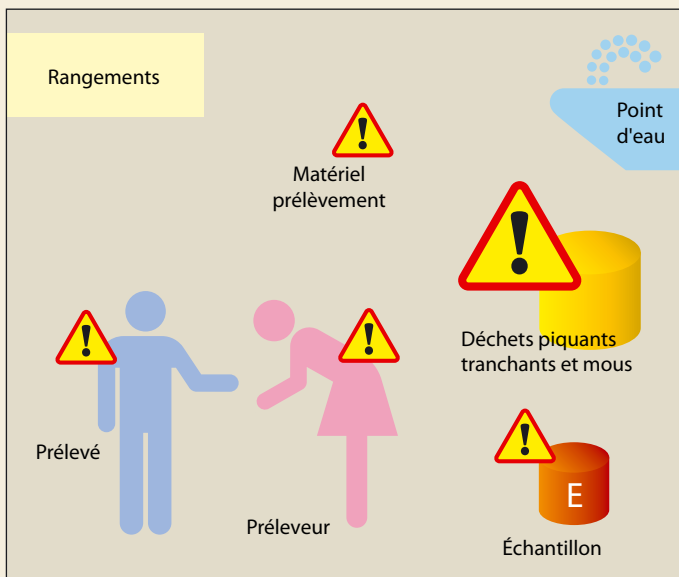 Rangements
Point
d'eau
Matériel
prélèvement
Déchets piquants
tranchants et mous
Prélevé
Préleveur
E
Échantillon